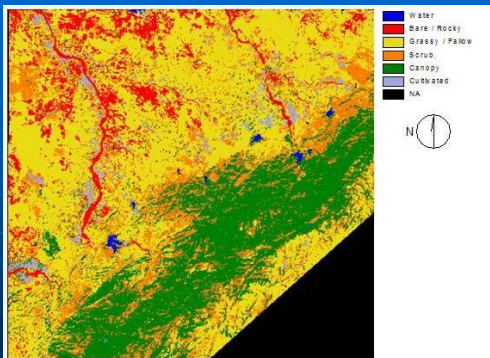 Water
Bare / Rocky
Grassy / Fallow
Scrub
Canopy
Cultivated
NA
N